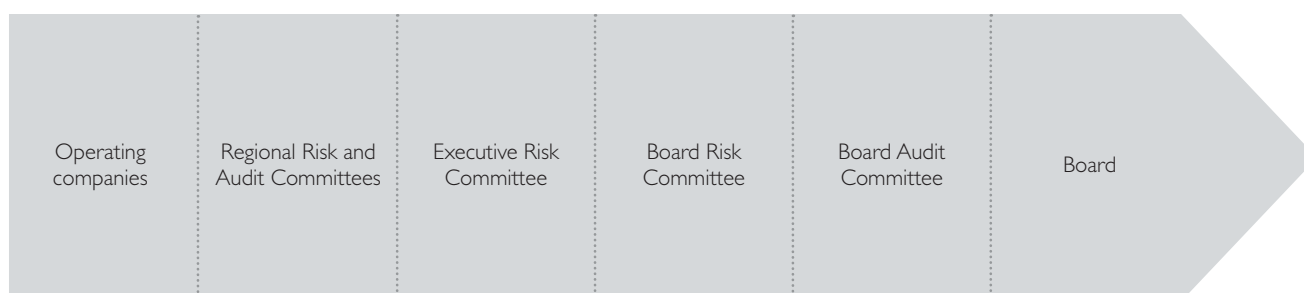 Operating
companies
Regional Risk and
Audit Committees
Executive Risk
Committee
Board Risk
Committee
Board Audit
Committee
Board